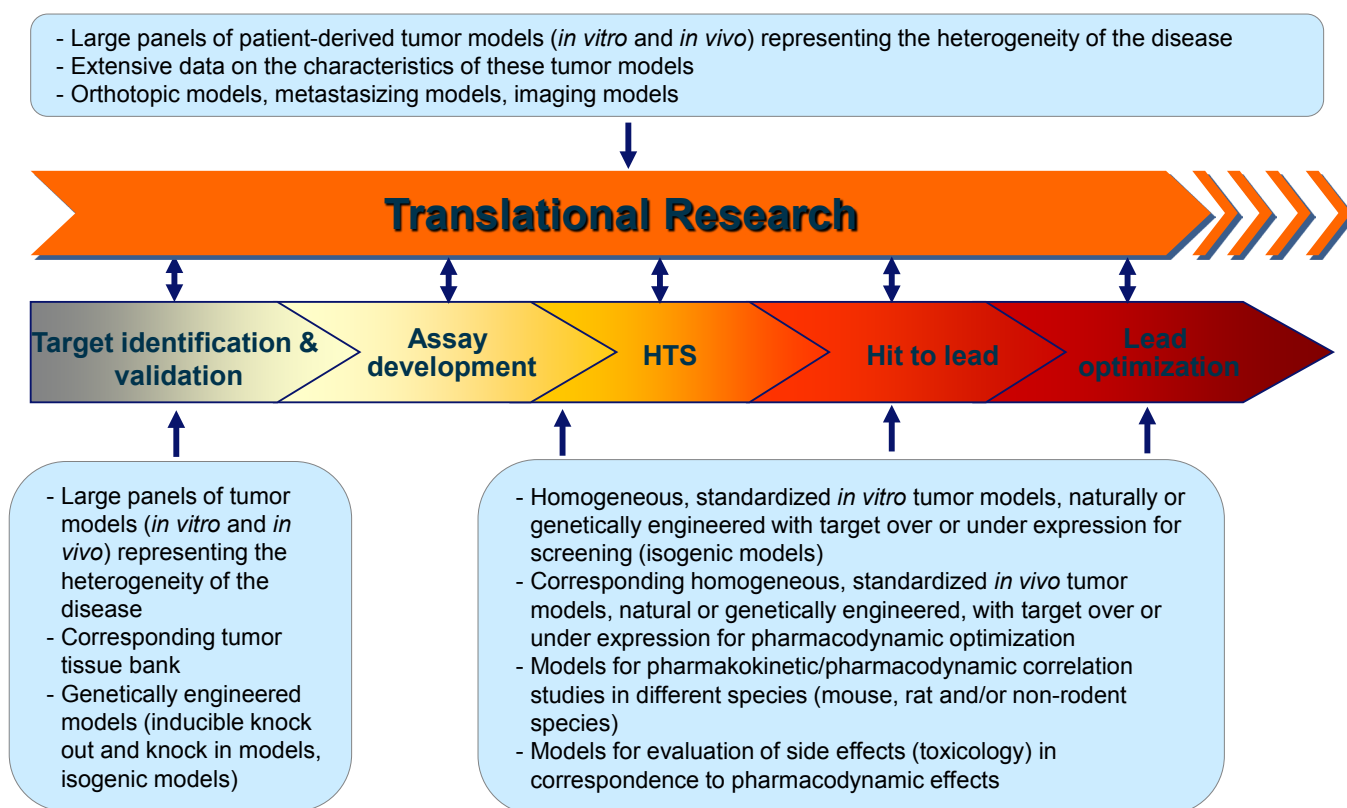 - Large panels of patient-derived tumor models (in vitro and in vivo) representing the heterogeneity of the disease
- Extensive data on the characteristics of these tumor models
- Orthotopic models, metastasizing models, imaging models
Translational Research
Target identification &
validation
Assay
development
HTS
Hit to lead
Lead
optimization
- Large panels of tumor
models (in vitro and in
vivo) representing the
heterogeneity of the
disease
- Corresponding tumor
tissue bank
- Genetically engineered
models (inducible knock
out and knock in models,
isogenic models)
- Homogeneous, standardized in vitro tumor models, naturally or
genetically engineered with target over or under expression for
screening (isogenic models)
- Corresponding homogeneous, standardized in vivo tumor
models, natural or genetically engineered, with target over or
under expression for pharmacodynamic optimization
- Models for pharmakokinetic/pharmacodynamic correlation
studies in different species (mouse, rat and/or non-rodent
species)
- Models for evaluation of side effects (toxicology) in
correspondence to pharmacodynamic effects